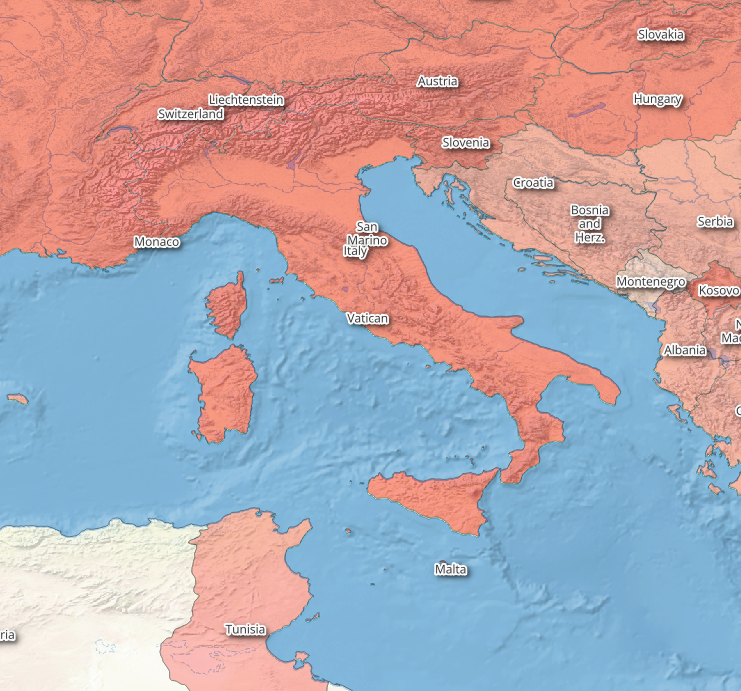 Slovakia
Austria
Hungary
Liechtenstein
Switzerland
Slovenia
Croatia
Bosnia
and
Herz.
Serbia
San
Marino
Italy
Monaco
Montenegro
Kosovo
Vatican
N
Mac
Albania
Malta
Tunisia
ria